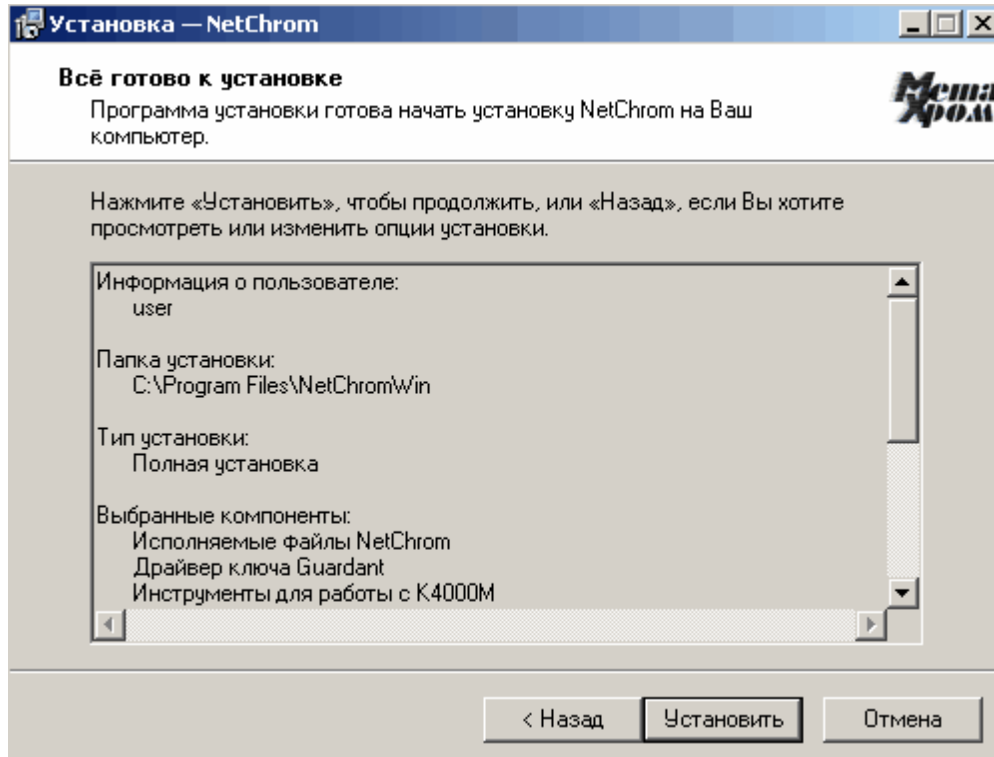 Установка — NetChrom
Всё готово к установке
Программа установки готова начать установку NetChrom на Ваш
компьютер.
Мета
Хром
Нажмите «Установить», чтобы продолжить, или «Назад», если Вы хотите
просмотреть или изменить опции установки.
Информация о пользователе:
user
Папка установки:
C:\Program Files\NetChromWin
Тип установки:
Полная установка
Выбранные компоненты:
Исполняемые файлы NetChrom
Драйвер ключа Guardant
Инструменты для работы с K4000M
< Назад
Установить
Отмена